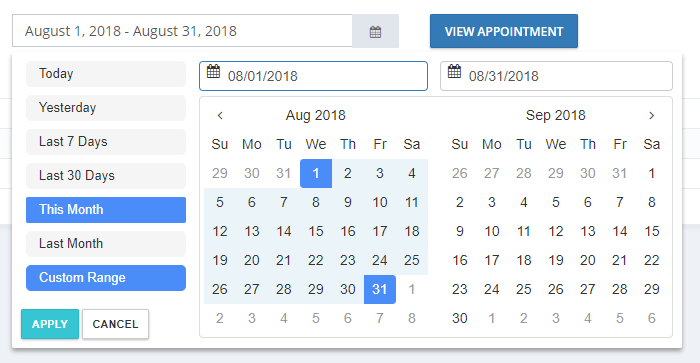 August 1, 2018 - August 31, 2018
VIEW APPOINTMENT
Today
Yesterday
Last 7 Days
Last 30 Days
This Month
Last Month
Custom Range
APPLY
CANCEL
08/01/2018
08/31/2018
< Aug 2018
Su Mo Tu We Th Fr Sa
29 30 31 1 2 3 4
5 6 7 8 9 10 11
12 13 14 15 16 17 18
19 20 21 22 23 24 25
26 27 28 29 30 31 1
2 3 4 5 6 7 8
Sep 2018 >
Su Mo Tu We Th Fr Sa
26 27 28 29 30 31 1
2 3 4 5 6 7 8
9 10 11 12 13 14 15
16 17 18 19 20 21 22
23 24 25 26 27 28 29
30 1 2 3 4 5 6